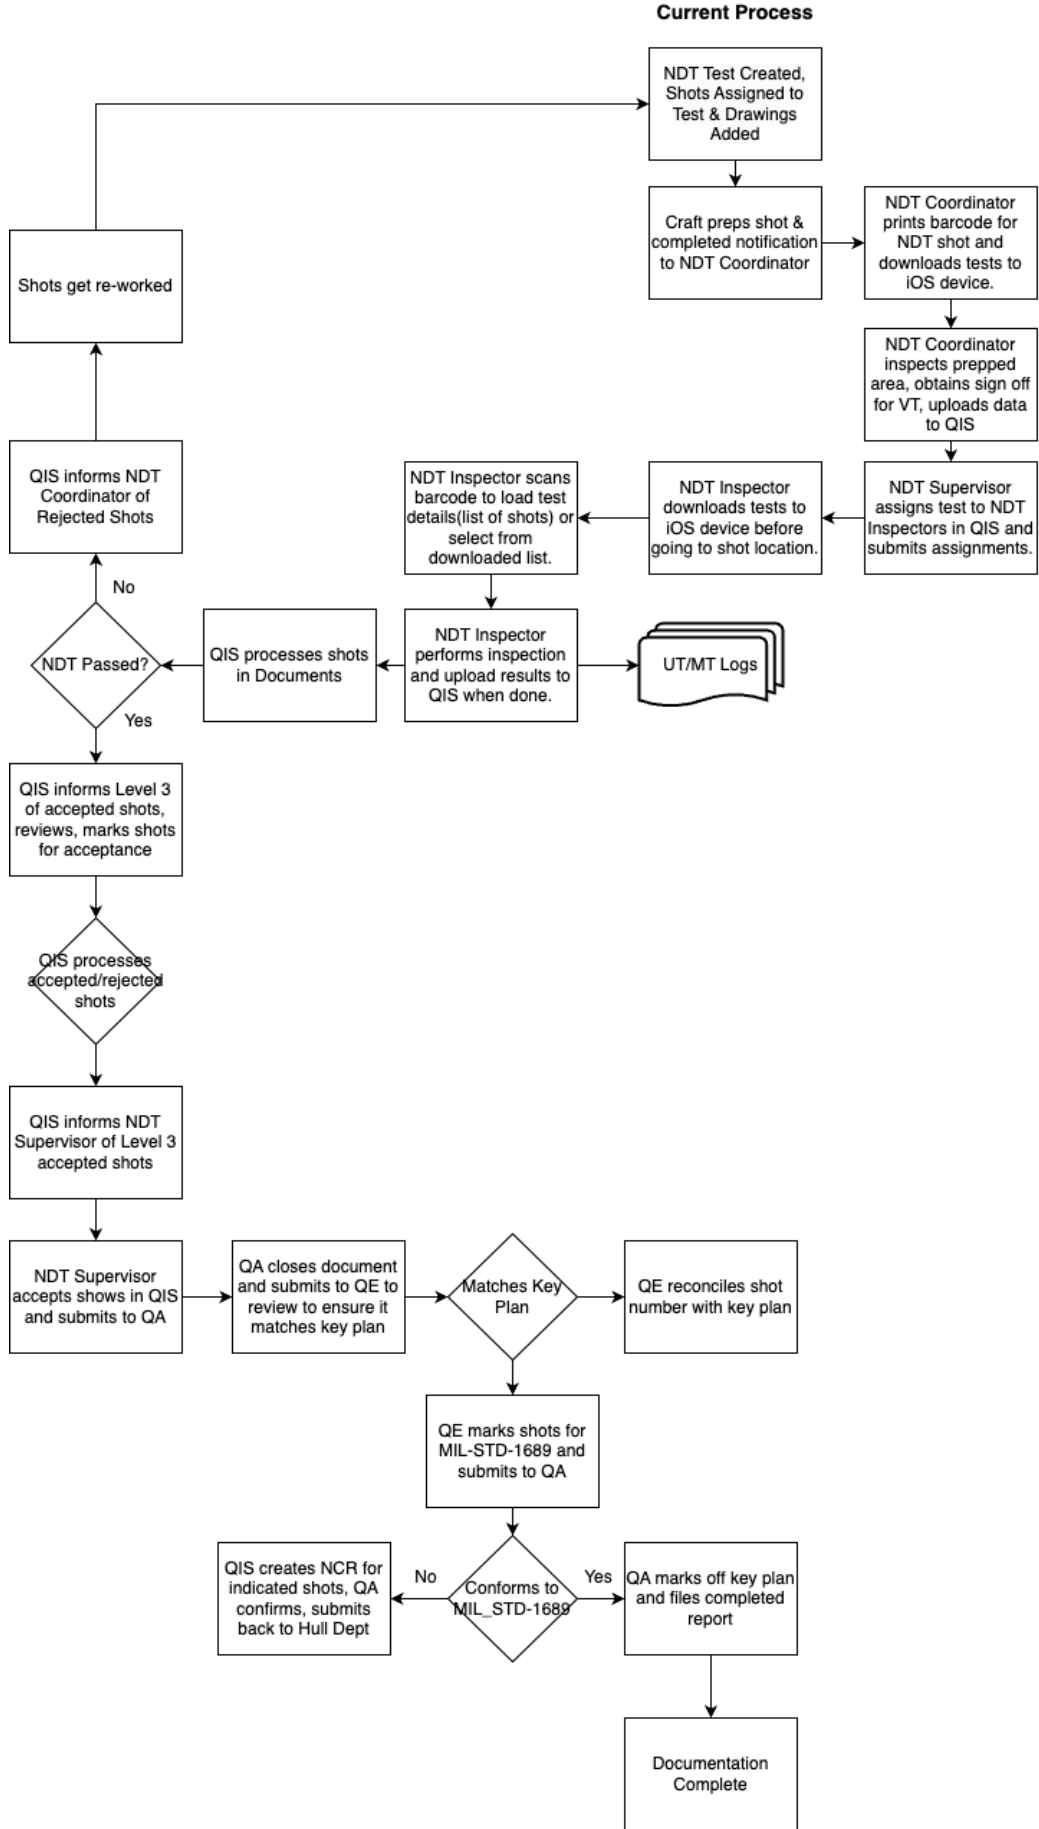 Current Process
NDT Test Created,
Shots Assigned to
Test & Drawings
Added
Craft preps shot &
completed notification
to NDT Coordinator
NDT Coordinator
prints barcode for
NDT shot and
downloads tests to
iOS device.
NDT Coordinator
inspects prepped
area, obtains sign off
for VT, uploads data
to QIS
NDT Supervisor
assigns test to NDT
Inspectors in QIS and
submits assignments.
NDT Inspector
downloads tests to
iOS device before
going to shot location.
NDT Inspector scans
barcode to load test
details(list of shots) or
select from
downloaded list.
NDT Inspector
performs inspection
and upload results to
QIS when done.
UT/MT Logs
QIS processes shots
in Documents
NDT Passed?
No
QIS informs NDT
Coordinator of
Rejected Shots
Shots get re-worked
Yes
QIS informs Level 3
of accepted shots,
reviews, marks shots
for acceptance
QIS processes
accepted/rejected
shots
QIS informs NDT
Supervisor of Level 3
accepted shots
NDT Supervisor
accepts shows in QIS
and submits to QA
QA closes document
and submits to QE to
review to ensure it
matches key plan
Matches Key
Plan
QE reconciles shot
number with key plan
QE marks shots for
MIL-STD-1689 and
submits to QA
Conforms to
MIL_STD-1689
No
QIS creates NCR for
indicated shots, QA
confirms, submits
back to Hull Dept
Yes
QA marks off key plan
and files completed
report
Documentation
Complete